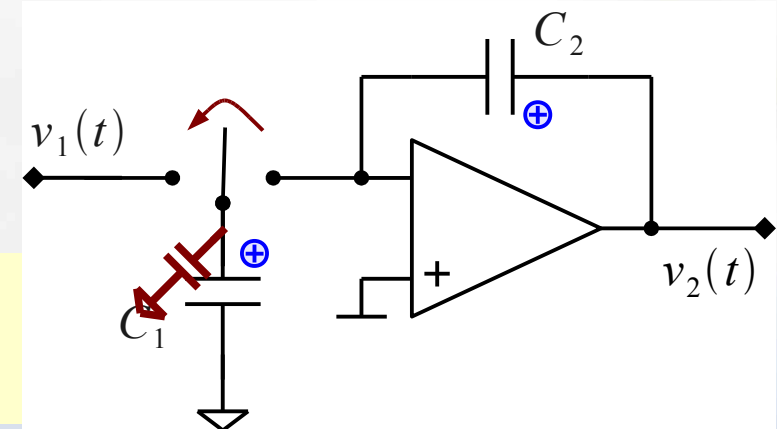 C₂
v₁(t)
+
+
+
v₂(t)
C₁